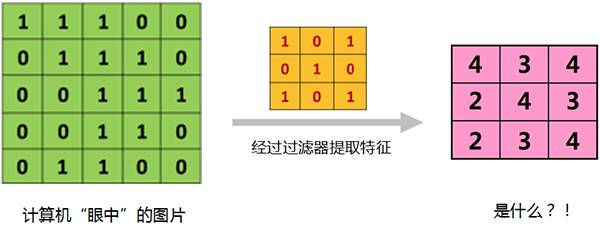 1 1 1 0 0
0 1 1 1 0
0 0 1 1 1
0 0 1 1 0
0 1 1 0 0
计算机“眼中”的图片
1 0 1
0 1 0
1 0 1
经过过滤器提取特征
4 3 4
2 4 3
2 3 4
是什么？！